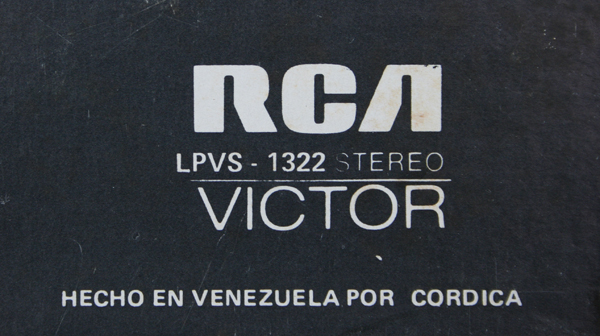 RCA
LPVS - 1322 STEREO
VICTOR
HECHO EN VENEZUELA POR CORDICA